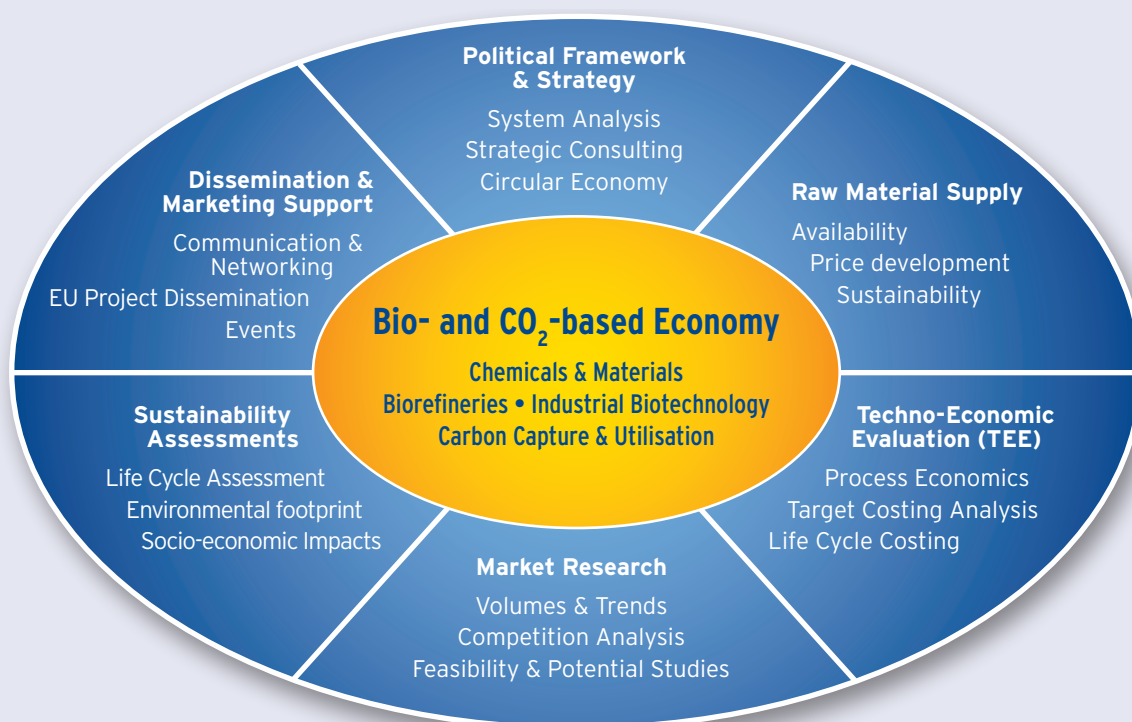 Political Framework
& Strategy
System Analysis
Strategic Consulting
Circular Economy
Raw Material Supply
Availability
Price development
Sustainability
Techno-Economic
Evaluation (TEE)
Process Economics
Target Costing Analysis
Life Cycle Costing
Market Research
Volumes & Trends
Competition Analysis
Feasibility & Potential Studies
Sustainability
Assessments
Life Cycle Assessment
Environmental footprint
Socio-economic Impacts
Dissemination &
Marketing Support
Communication &
Networking
EU Project Dissemination
Events
Bio- and CO₂-based Economy
Chemicals & Materials
Biorefineries • Industrial Biotechnology
Carbon Capture & Utilisation